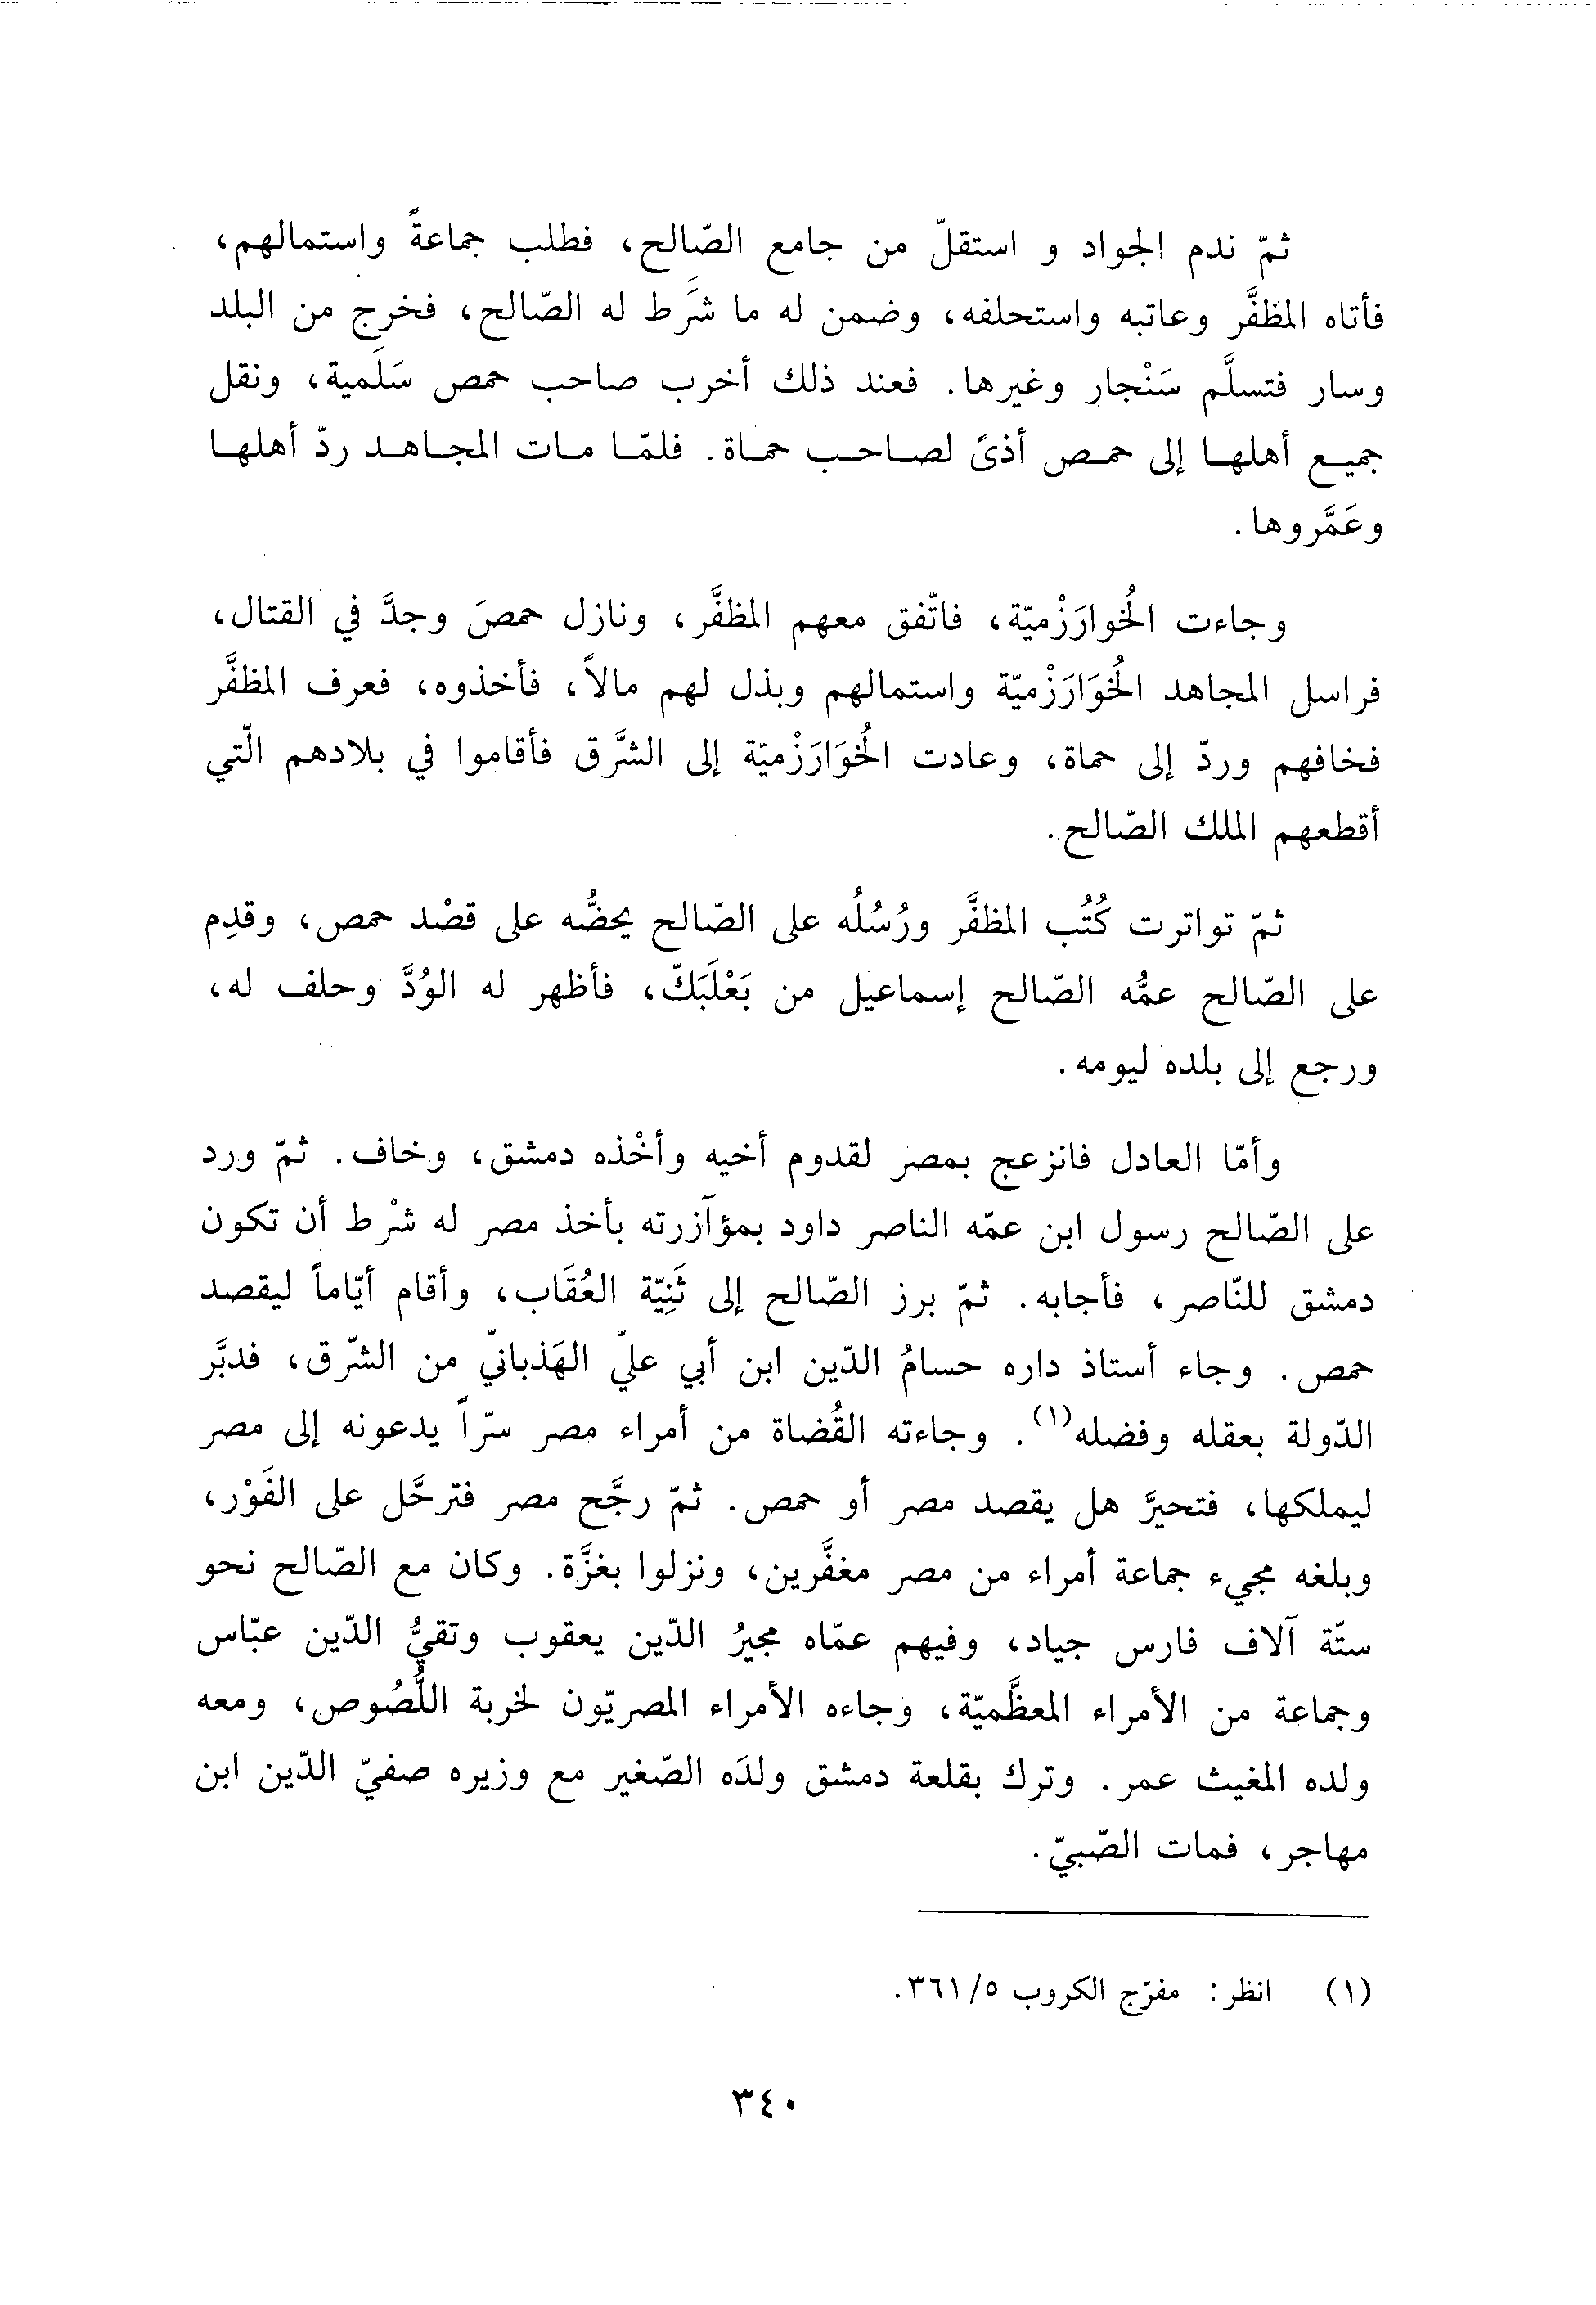 ثمّ ندم الجواد و استقلّ من جامع الصّالح، فطلب جماعةً واستمالهم،
فأتاه المظفَّر وعاتبه واستحلفه، وضمن له ما شَرَط له الصّالح، فخرج من البلد
وسار فتسلَّم سَنْجار وغيرها. فعند ذلك أخرب صاحب حمص سَلَمية، ونقل
جميع أهلها إلى حمص أذىً لصاحب حماة. فلمّا مات المجاهد ردّ أهلها
وعَمَّروها.
وجاءت الخُوارَزْميّة، فاتّفق معهم المظفَّر، ونازل حمصَ وجدَّ في القتال،
فراسل المجاهد الخُوَارَزْميّة واستمالهم وبذل لهم مالاً، فأخذوه، فعرف المظفَّر
فخافهم وردّ إلى حماة، وعادت الخُوَارَزْميّة إلى الشَّرق فأقاموا في بلادهم الّتي
أقطعهم الملك الصّالح.
ثمّ تواترت كُتُب المظفَّر ورُسُلُه على الصّالح يحضُّه على قصْد حمص، وقدِم
على الصّالح عمُّه الصّالح إسماعيل من بَعْلَبَكّ، فأظهر له الوُدَّ وحلف له،
ورجع إلى بلده ليومه.
وأمّا العادل فانزعج بمصر لقدوم أخيه وأخْذه دمشق، وخاف. ثمّ ورد
على الصّالح رسول ابن عمّه الناصر داود بمؤآزرته بأخذ مصر له شرْط أن تكون
دمشق للنّاصر، فأجابه. ثمّ برز الصّالح إلى ثَنِيّة العُقَاب، وأقام أيّاماً ليقصد
حمص. وجاء أستاذ داره حسامُ الدّين ابن أبي عليّ الهَذبانيّ من الشّرق، فدبَّر
الدّولة بعقله وفضله(١). وجاءته القُضاة من أمراء مصر سرّاً يدعونه إلى مصر
ليملكها، فتحيرَّ هل يقصد مصر أو حمص. ثمّ رجَّح مصر فترحَّل على الفَوْر،
وبلغه مجيء جماعة أمراء من مصر مغفَّرين، ونزلوا بغزَّة. وكان مع الصّالح نحو
ستّة آلاف فارس جياد، وفيهم عمّاه مجيرُ الدّين يعقوب وتقيُّ الدّين عبّاس
وجماعة من الأمراء المعظَّميّة، وجاءه الأمراء المصريّون لخربة اللُّصُوص، ومعه
ولده المغيث عمر. وترك بقلعة دمشق ولدَه الصّغير مع وزيره صفيّ الدّين ابن
مهاجر، فمات الصّبيّ.
(١) انظر: مفرّج الكروب ٣٦١/٥.
٣٤٠